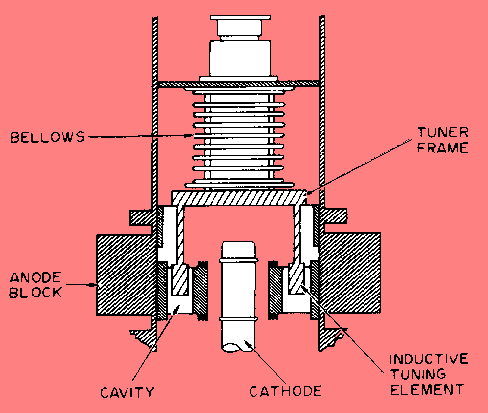 BELLOWS
TUNER
FRAME
ANODE
BLOCK
INDUCTIVE
TUNING
ELEMENT
CAVITY
CATHODE